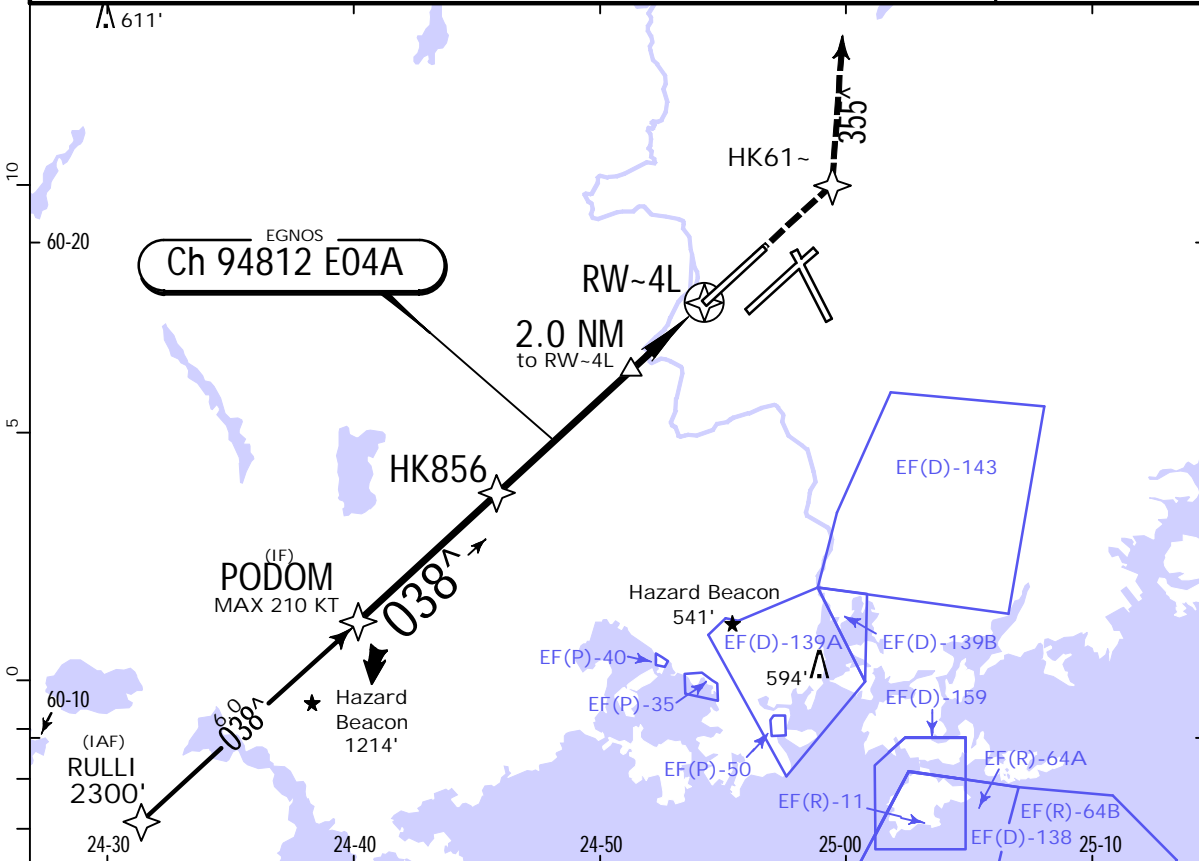 611'
355^
HK61~
10
60-20
EGNOS
Ch 94812 E04A
RW~4L
2.0 NM
to RW~4L
5
HK856
EF(D)-143
(IF)
PODOM
MAX 210 KT
038^
Hazard Beacon
541'
EF(D)-139A
EF(D)-139B
EF(P)-40
594'
0
60-10
Hazard
Beacon
1214'
EF(P)-35
EF(D)-159
6.0
038^
(IAF)
RULLI
2300'
EF(P)-50
EF(R)-64A
EF(R)-11
EF(R)-64B
EF(D)-138
24-30
24-40
24-50
25-00
25-10